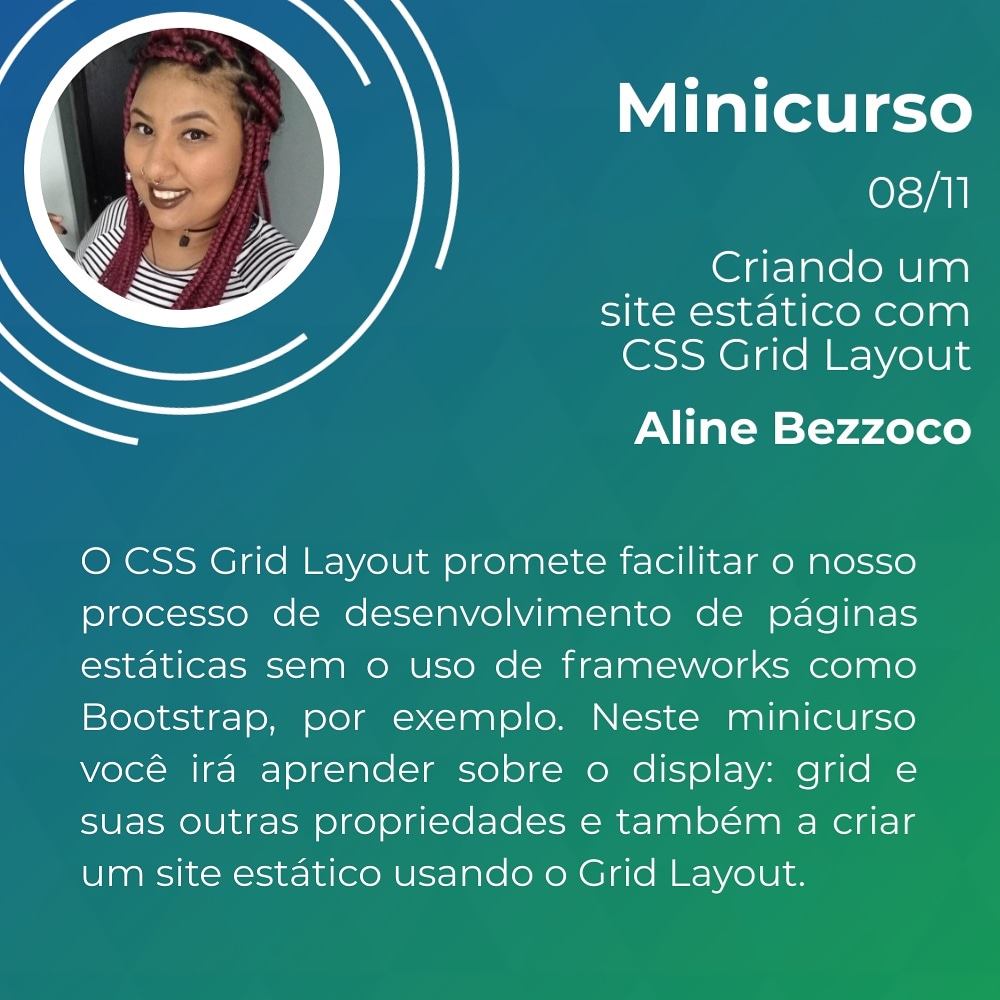 Minicurso
08/11
Criando um
site estático com
CSS Grid Layout
Aline Bezzoco
O CSS Grid Layout promete facilitar o nosso
processo de desenvolvimento de páginas
estáticas sem o uso de frameworks como
Bootstrap, por exemplo. Neste minicurso
você irá aprender sobre o display: grid e
suas outras propriedades e também a criar
um site estático usando o Grid Layout.